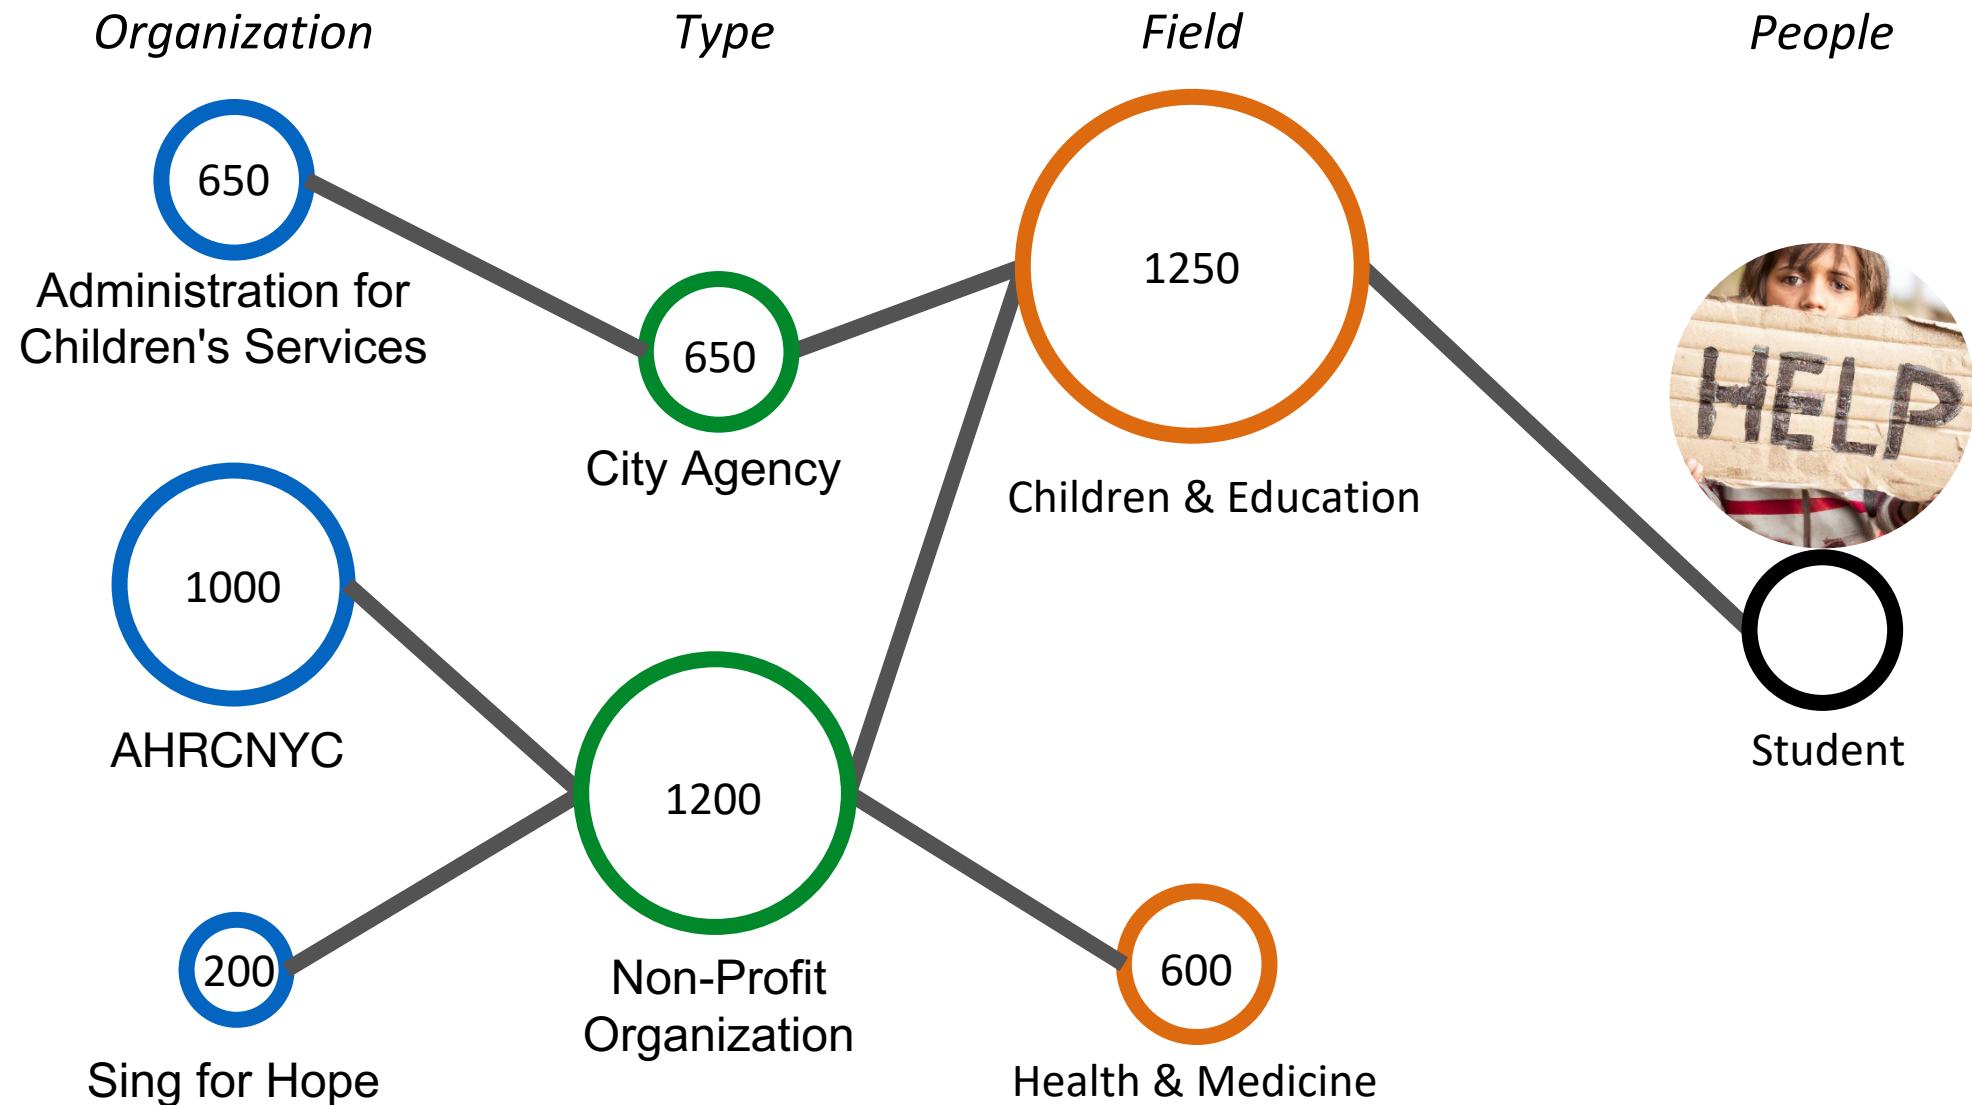 Organization
Type
Field
People
650
Administration for
Children's Services
650
City Agency
1250
Children & Education
HELP
1000
AHRCNYC
1200
Non-Profit
Organization
Student
200
Sing for Hope
600
Health & Medicine